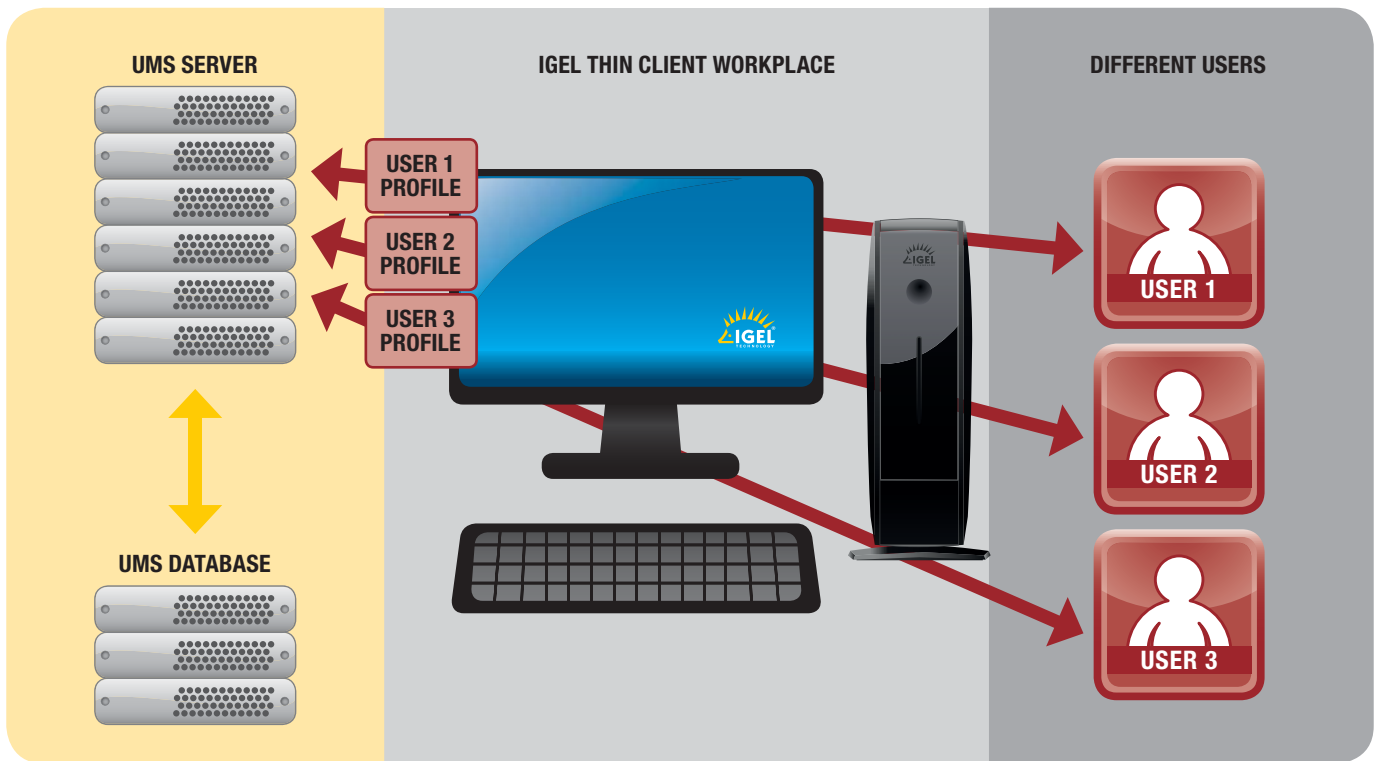 UMS SERVER
IGEL THIN CLIENT WORKPLACE
DIFFERENT USERS
USER 1
PROFILE
USER 2
PROFILE
USER 3
PROFILE
IGEL®
TECHNOLOGY
IGEL
USER 1
USER 2
USER 3
UMS DATABASE